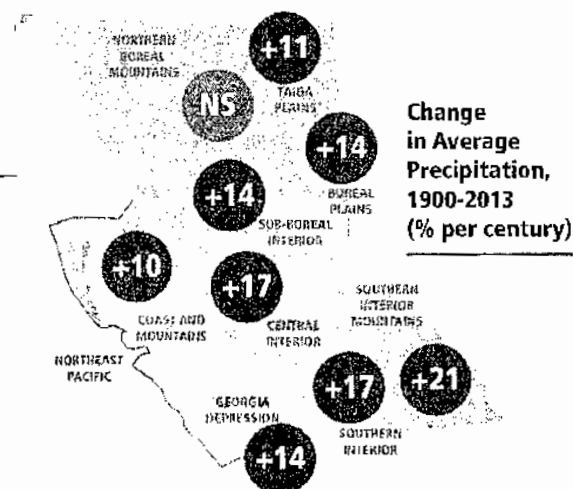 NORTHERN
BOREAL
MOUNTAINS
+11
TAIGA
PLAINS
NS
Change
in Average
Precipitation,
1900-2013
(% per century)
+14
BOREAL
PLAINS
+14
SUB-BOREAL
INTERIOR
+10
COAST AND
MOUNTAINS
+17
CENTRAL
INTERIOR
SOUTHERN
INTERIOR
MOUNTAINS
NORTHEAST
PACIFIC
+21
+17
SOUTHERN
INTERIOR
GEORGIA
DEPRESSION
+14